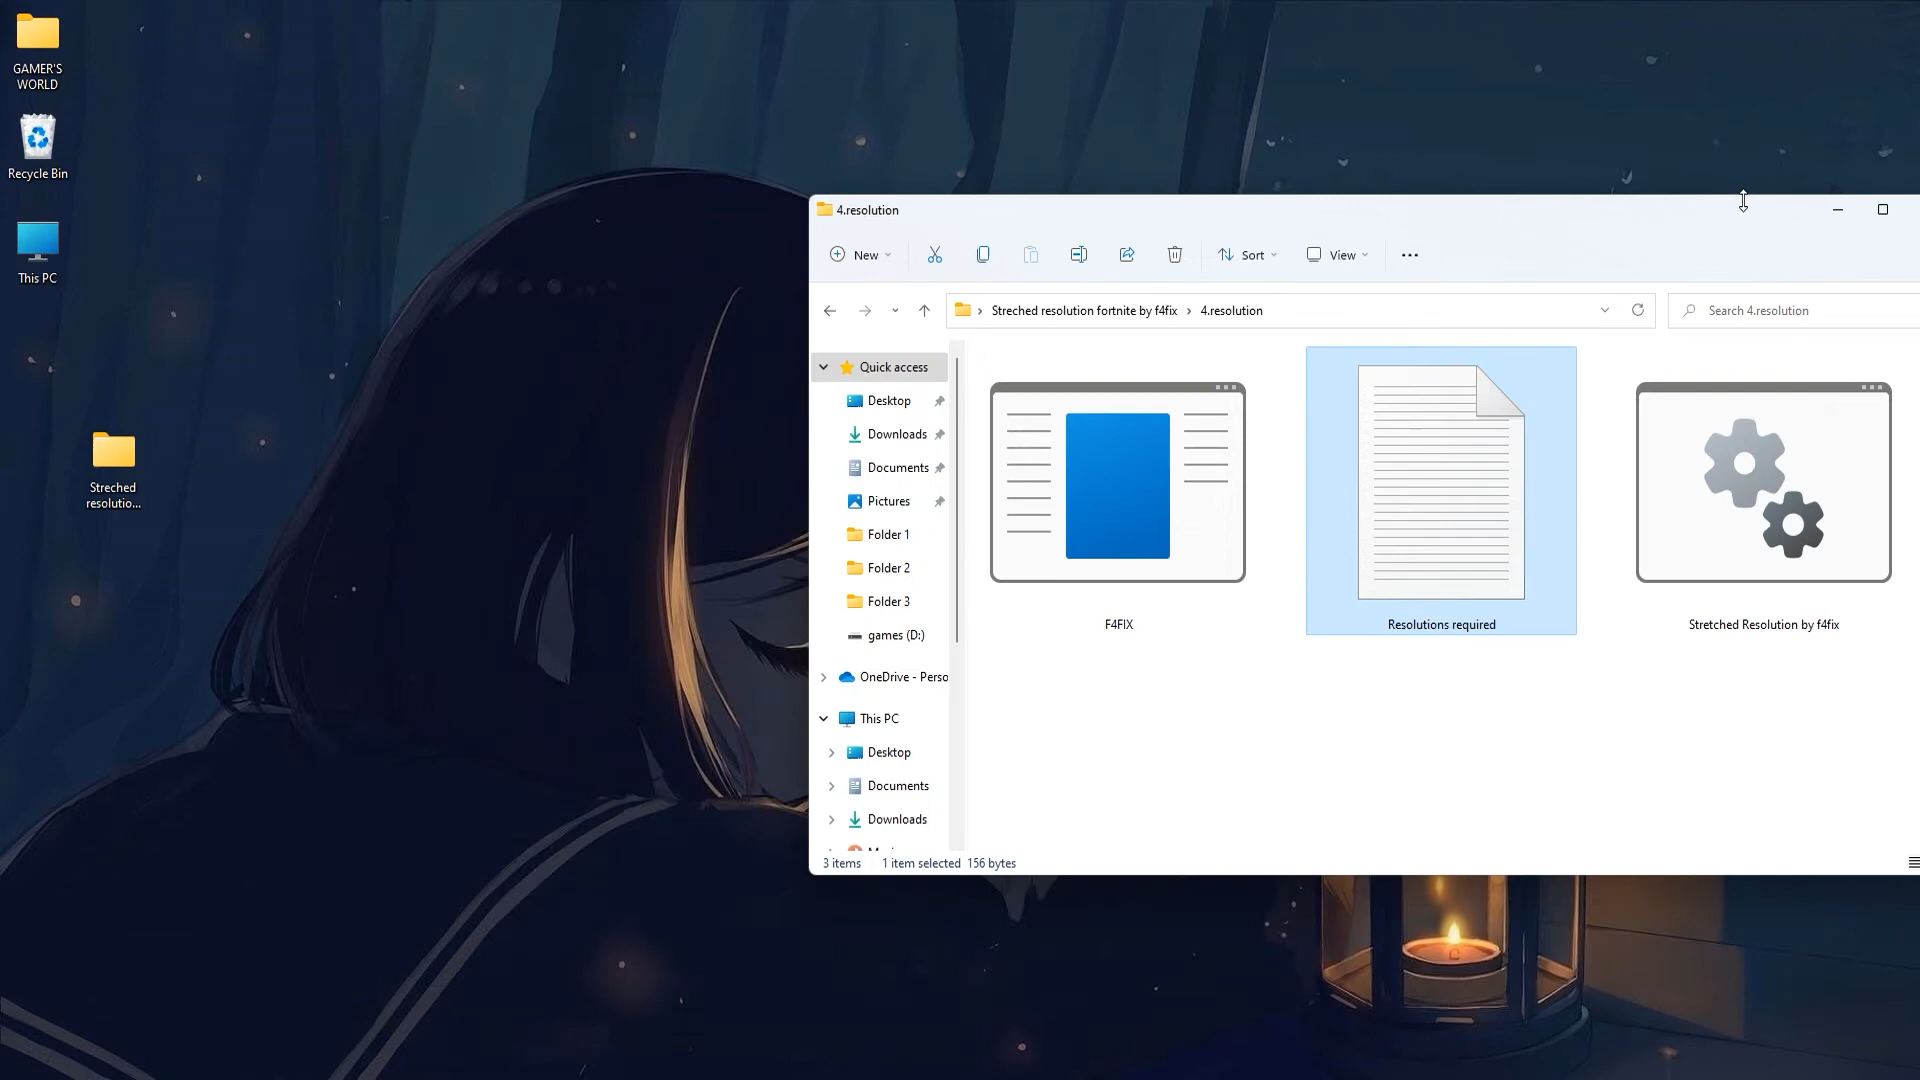 GAMER'S
WORLD
Recycle Bin
This PC
Streched
resolutio...
4.resolution
New
Sort
View
Streched resolution fortnite by f4fix
4.resolution
Search 4.resolution
Quick access
Desktop
Downloads
Documents
Pictures
Folder 1
Folder 2
Folder 3
games (D:)
OneDrive - Perso
This PC
Desktop
Documents
Downloads
F4FIX
Resolutions required
Stretched Resolution by f4fix
3 items
1 item selected 156 bytes